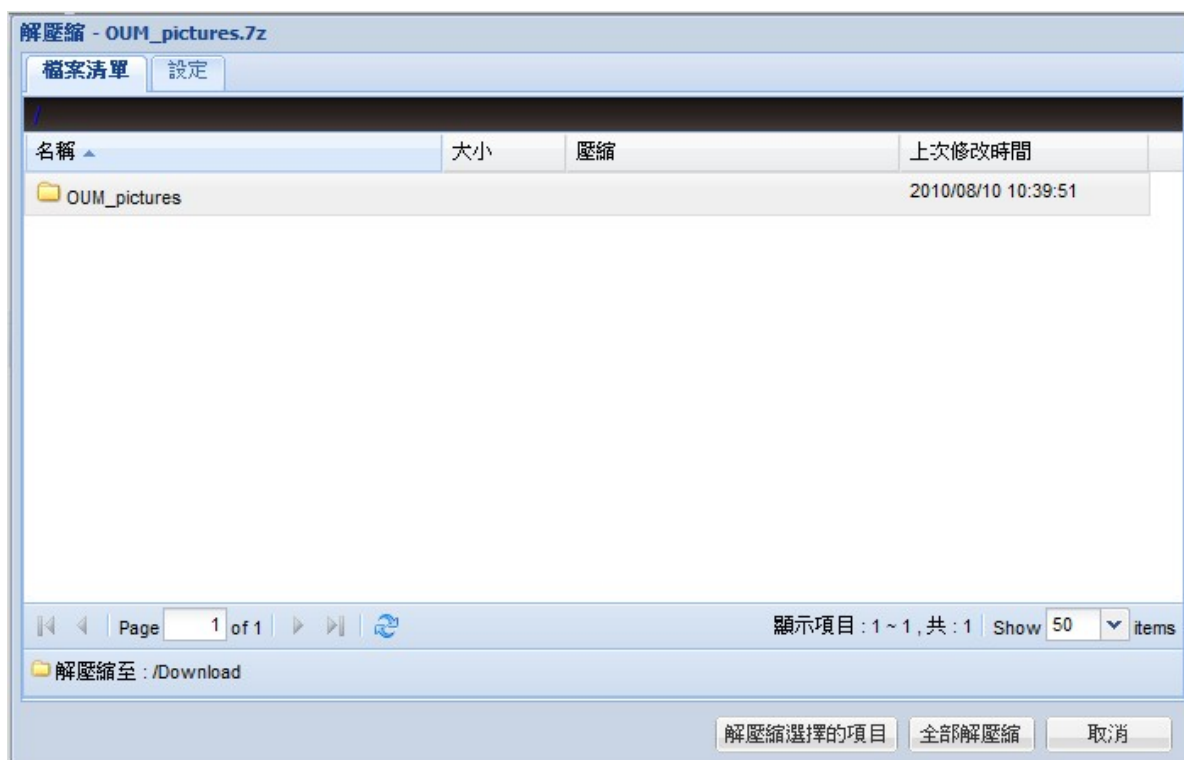 解壓縮 - OUM_pictures.7z
檔案清單 設定
/
名稱 大小 壓縮 上次修改時間
OUM_pictures 2010/08/10 10:39:51
Page 1 of 1 顯示項目 : 1 ~ 1 , 共 : 1 Show 50 items
解壓縮至 : /Download
解壓縮選擇的項目 全部解壓縮 取消